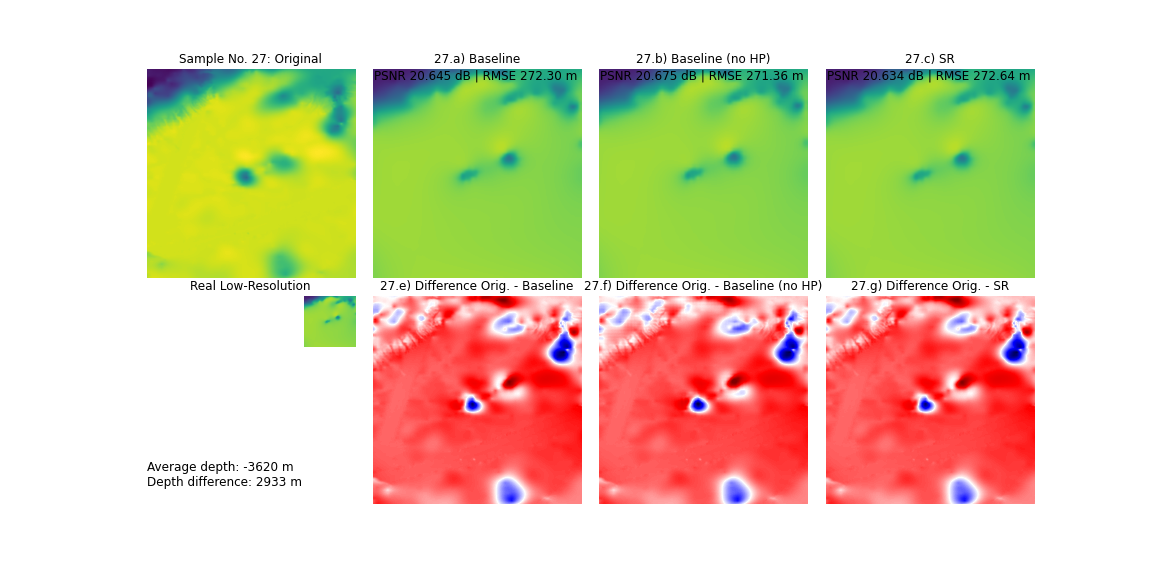 Sample No. 27: Original
27.a) Baseline
27.b) Baseline (no HP)
27.c) SR
PSNR 20.645 dB | RMSE 272.30 m
PSNR 20.675 dB | RMSE 271.36 m
PSNR 20.634 dB | RMSE 272.64 m
Real Low-Resolution
27.e) Difference Orig. - Baseline
27.f) Difference Orig. - Baseline (no HP)
27.g) Difference Orig. - SR
Average depth: -3620 m
Depth difference: 2933 m